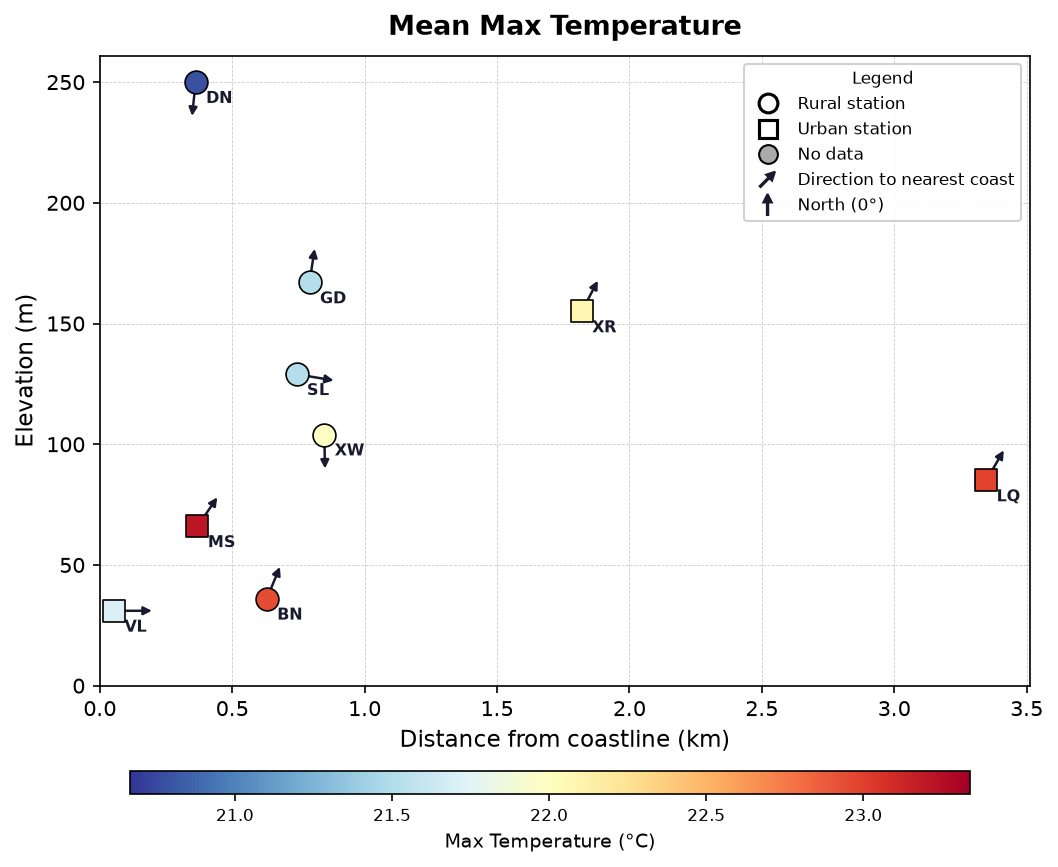 Mean Max Temperature
Legend
Rural station
Urban station
No data
Direction to nearest coast
North (0°)
250
200
150
100
50
0
Elevation (m)
DN
GD
XR
SL
XW
LQ
MS
BN
VL
0.0 0.5 1.0 1.5 2.0 2.5 3.0 3.5
Distance from coastline (km)
21.0 21.5 22.0 22.5 23.0
Max Temperature (°C)